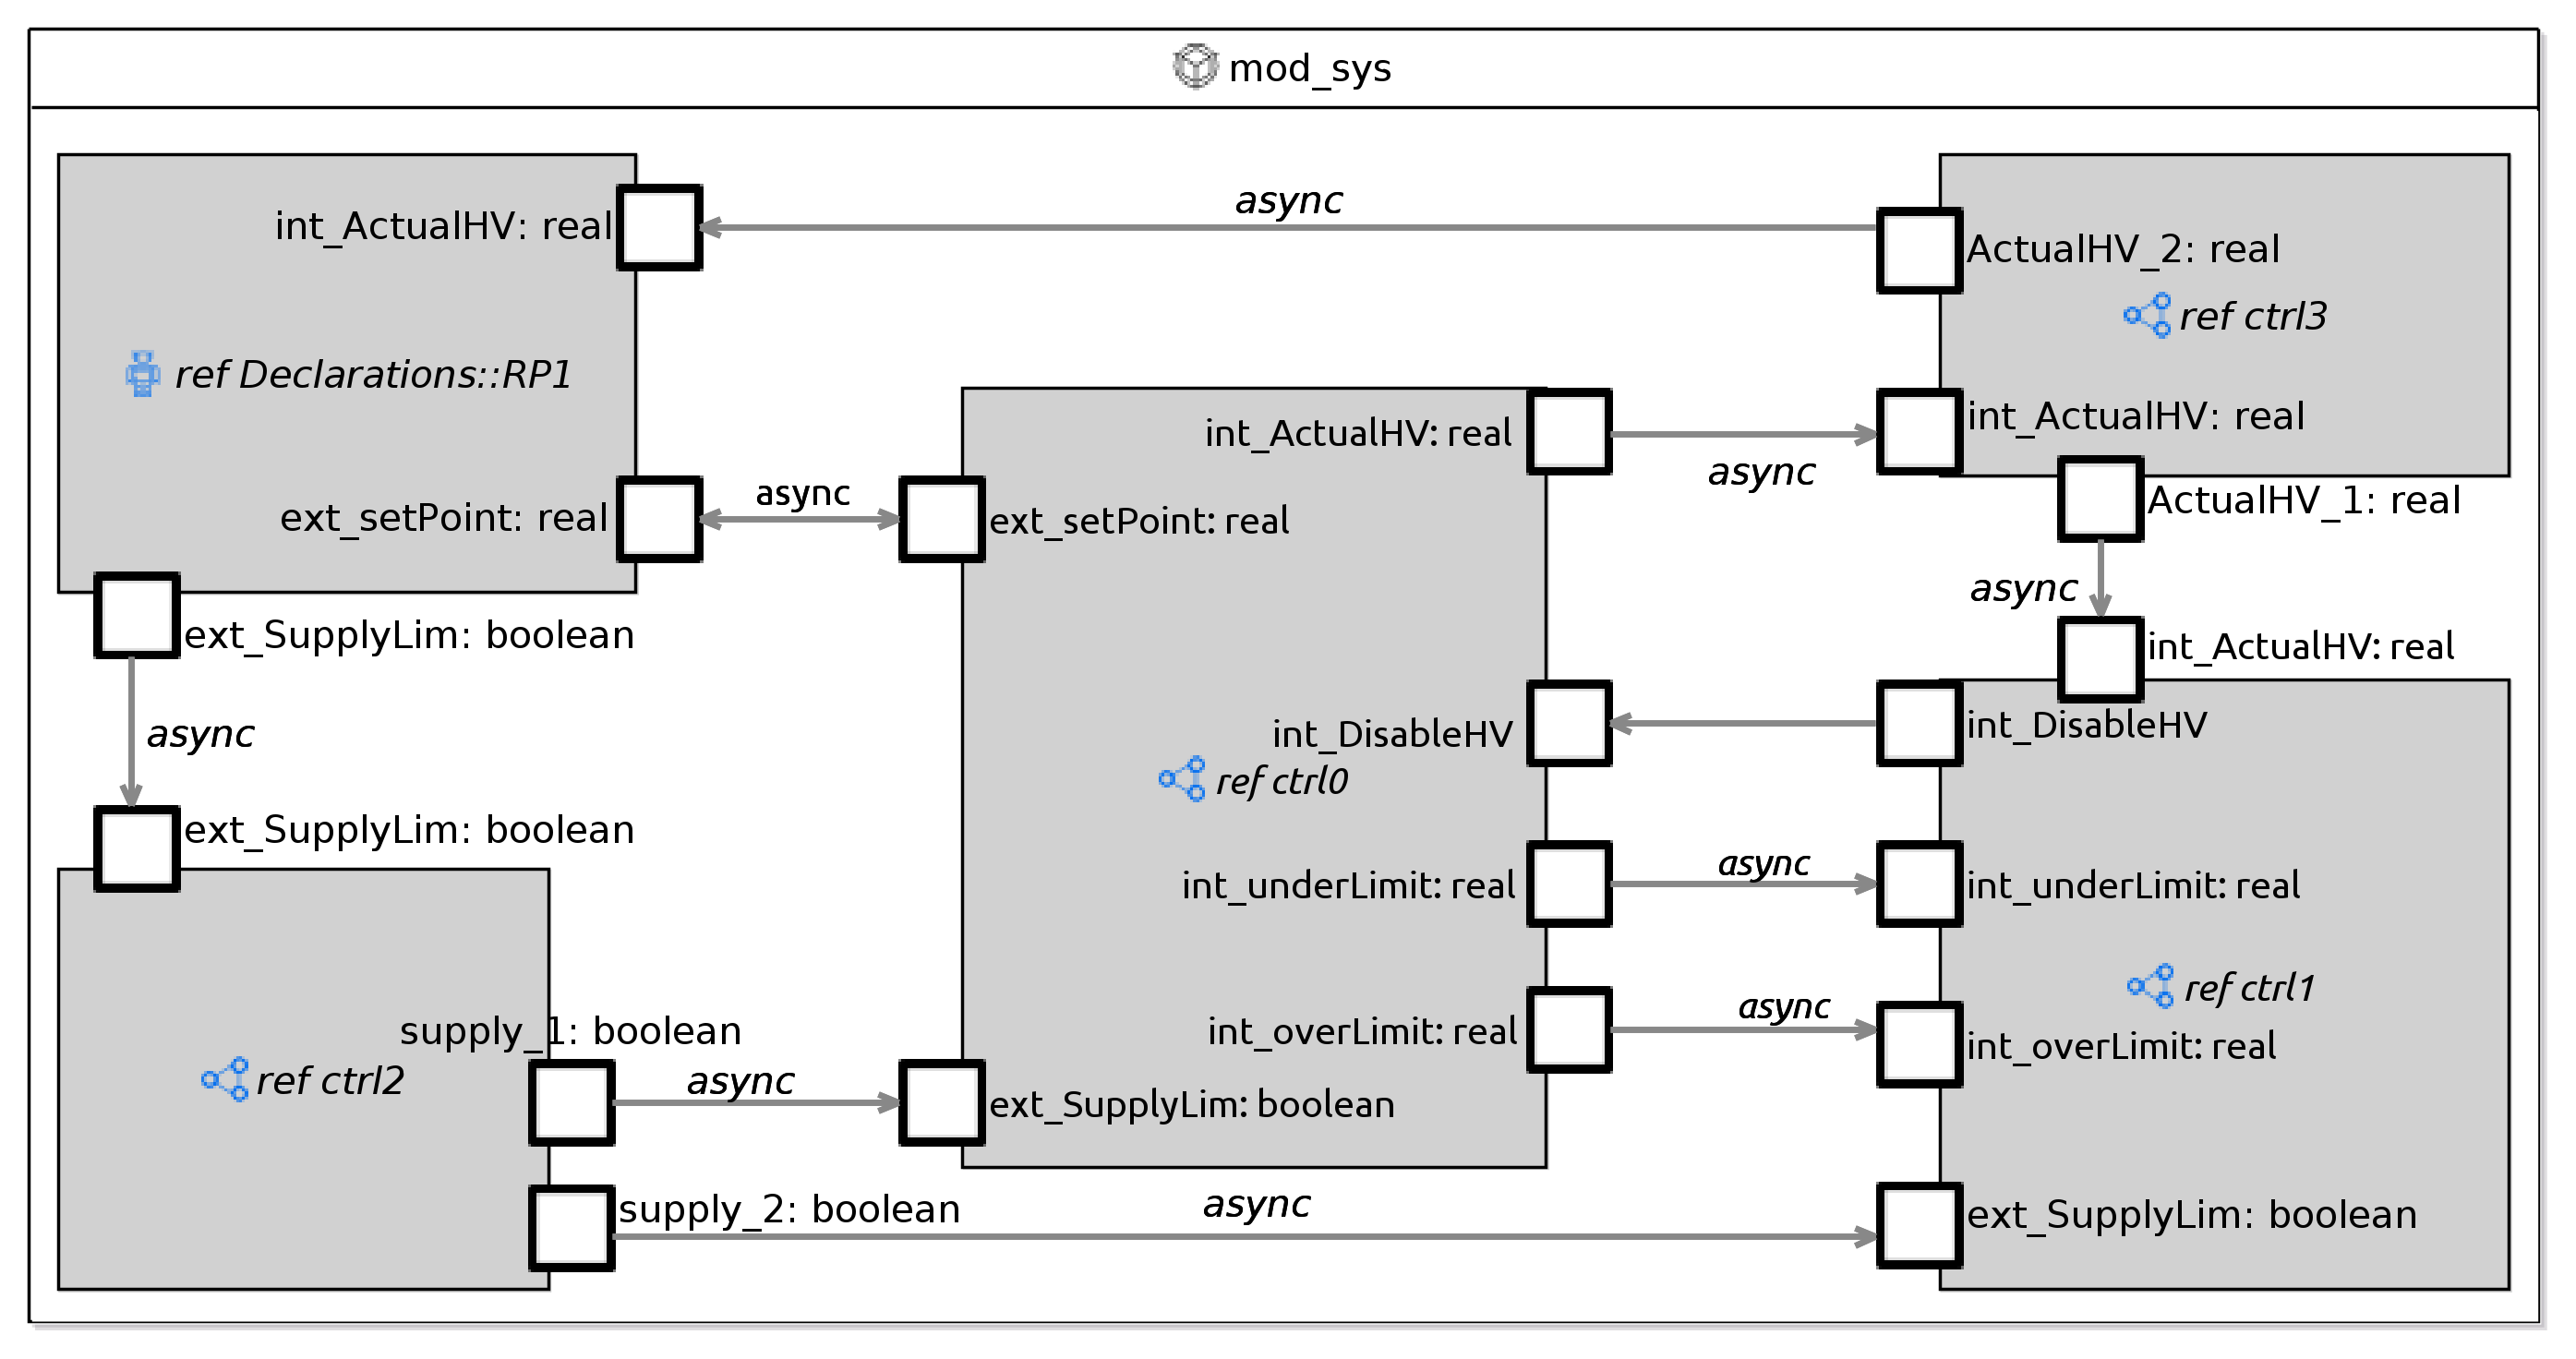 mod_sys
int_ActualHV: real
async
ActualHV_2: real
ref ctrl3
ref Declarations::RP1
int_ActualHV: real
async
int_ActualHV: real
ext_setPoint: real
async
ext_setPoint: real
ActualHV_1: real
async
ext_SupplyLim: boolean
int_ActualHV: real
async
int_DisableHV
int_DisableHV
ref ctrl0
ext_SupplyLim: boolean
int_underLimit: real
async
int_underLimit: real
ref ctrl1
supply_1: boolean
int_overLimit: real
async
int_overLimit: real
ref ctrl2
async
ext_SupplyLim: boolean
supply_2: boolean
async
ext_SupplyLim: boolean